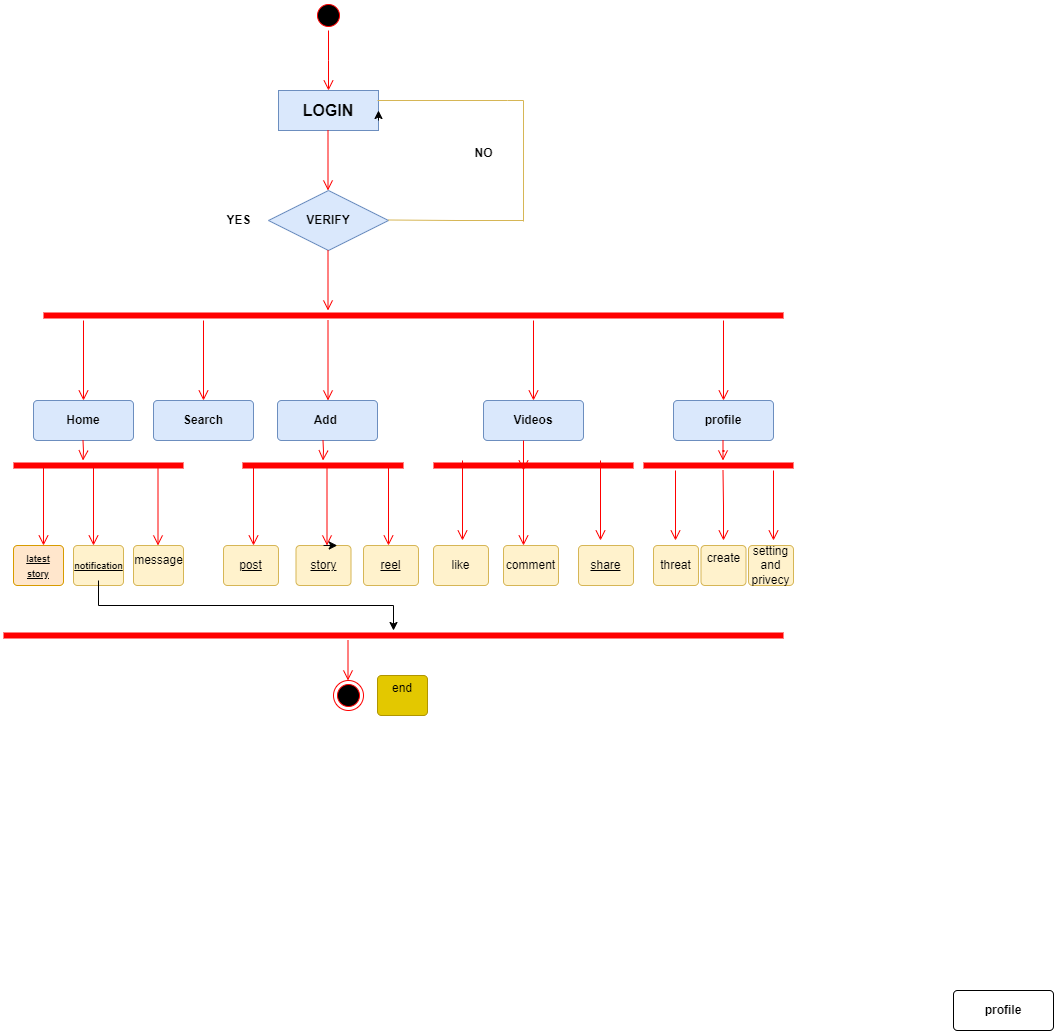 LOGIN
NO
YES
VERIFY
Home
Search
Add
Videos
profile
latest
story
notification
message
post
story
reel
like
comment
share
threat
create
setting
and
privecy
end
profile